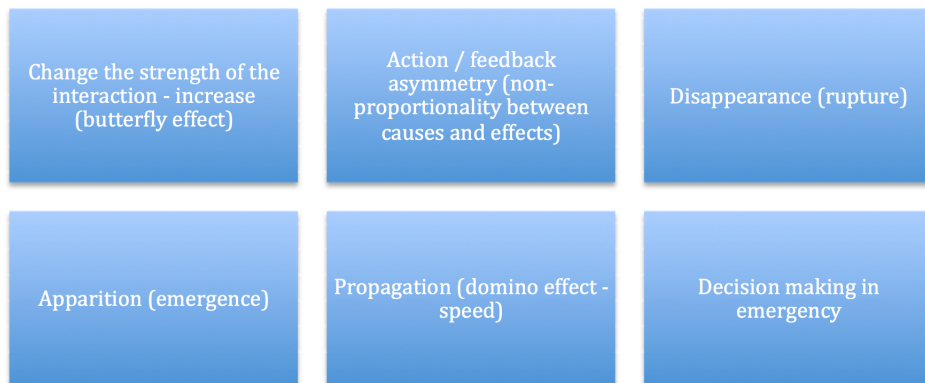 Change the strength of the
interaction - increase
(butterfly effect)
Action / feedback
asymmetry (non-
proportionality between
causes and effects)
Disappearance (rupture)
Apparition (emergence)
Propagation (domino effect -
speed)
Decision making in
emergency